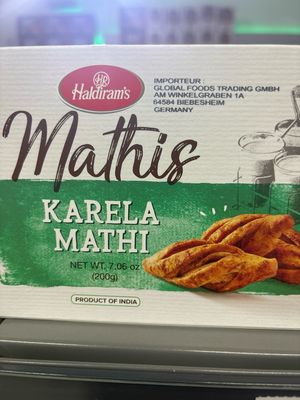 HR
Haldiram's
IMPORTEUR :
GLOBAL FOODS TRADING GMBH
AM WINKELGRABEN 1A
64584 BIEBESHEIM
GERMANY
Mathis
KARELA
MATHI
NET WT. 7.06 oz
(200g)
PRODUCT OF INDIA